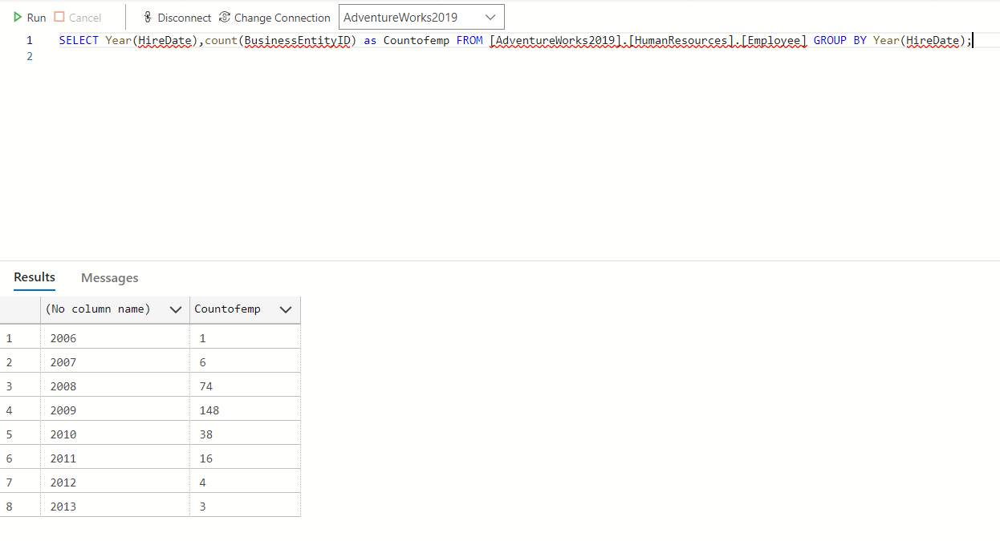 Run Cancel Disconnect Change Connection AdventureWorks2019
1 SELECT Year(HireDate),count(BusinessEntityID) as Countofemp FROM [AdventureWorks2019].[HumanResources].[Employee] GROUP BY Year(HireDate);
2
Results Messages
(No column name) Countofemp
1 2006 1
2 2007 6
3 2008 74
4 2009 148
5 2010 38
6 2011 16
7 2012 4
8 2013 3